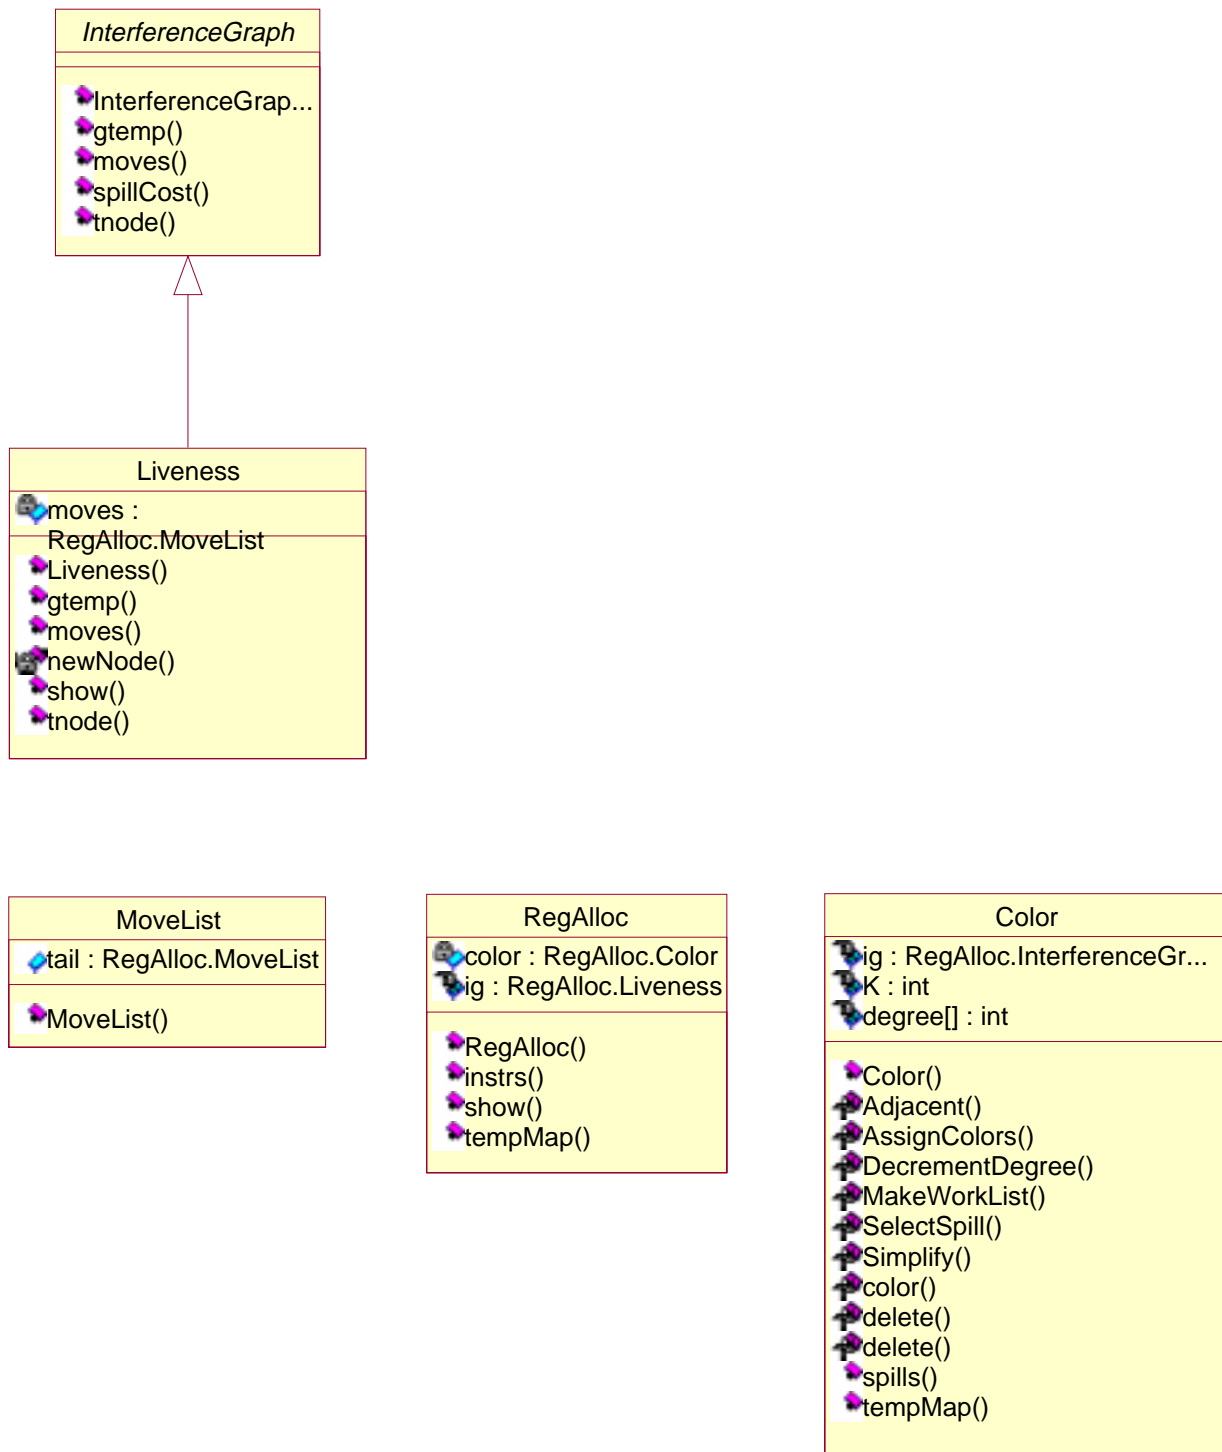 InterferenceGraph
InterferenceGrap...
gtemp()
moves()
spillCost()
tnode()
Liveness
moves :
RegAlloc.MoveList
Liveness()
gtemp()
moves()
newNode()
show()
tnode()
MoveList
tail : RegAlloc.MoveList
MoveList()
RegAlloc
color : RegAlloc.Color
ig : RegAlloc.Liveness
RegAlloc()
instrs()
show()
tempMap()
Color
ig : RegAlloc.InterferenceGr...
K : int
degree[] : int
Color()
Adjacent()
AssignColors()
DecrementDegree()
MakeWorkList()
SelectSpill()
Simplify()
color()
delete()
delete()
spills()
tempMap()